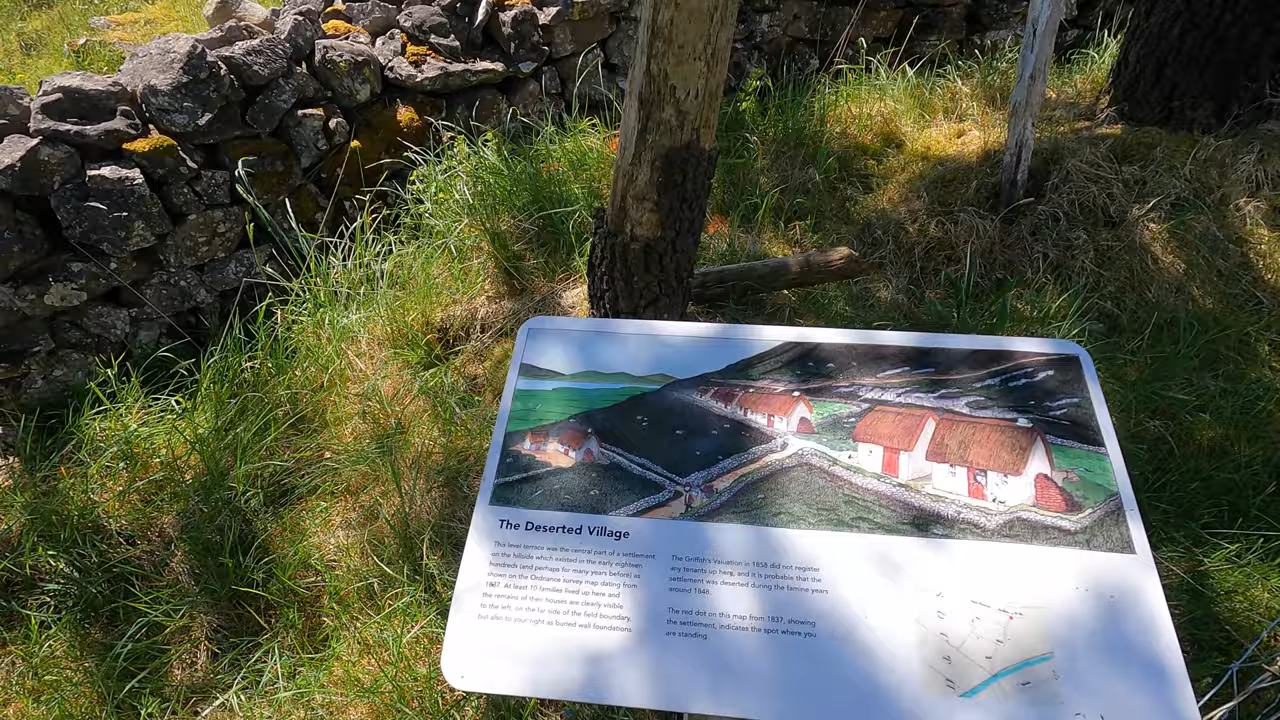 The Deserted Village
This level terrace was the central part of a settlement
on the hillside which existed in the early eighteen
hundreds (and perhaps for many years before) as
shown on the Ordnance survey map dating from
1837. At least 10 families lived up here and
the remains of their houses are clearly visible
to the left, on the far side of the field boundary,
but also to your right as buried wall foundations.
The Griffith's Valuation in 1858 did not register
any tenants up here, and it is probable that the
settlement was deserted during the famine years
around 1848.
The red dot on this map from 1837, showing
the settlement, indicates the spot where you
are standing